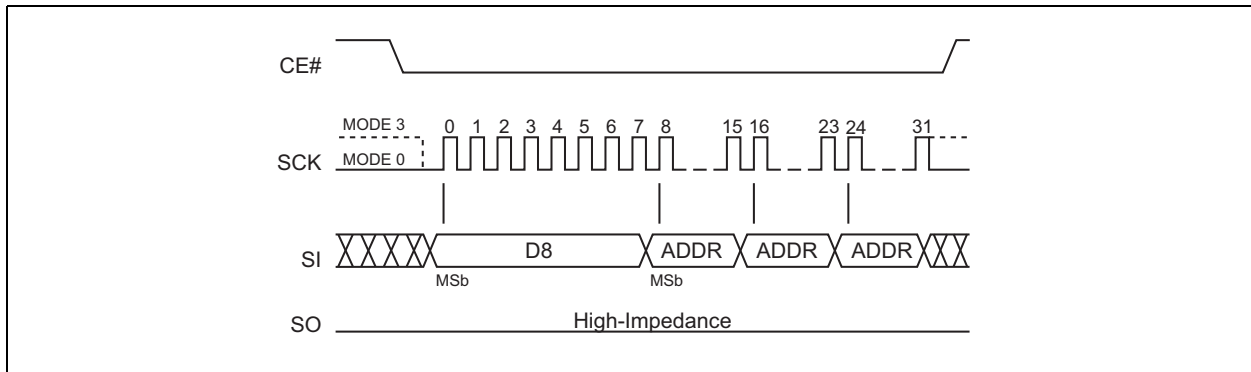 CE#
MODE 3
0 1 2 3 4 5 6 7 8 15 16 23 24 31
SCK MODE 0
SI D8 ADDR ADDR ADDR
MSb MSb
SO High-Impedance